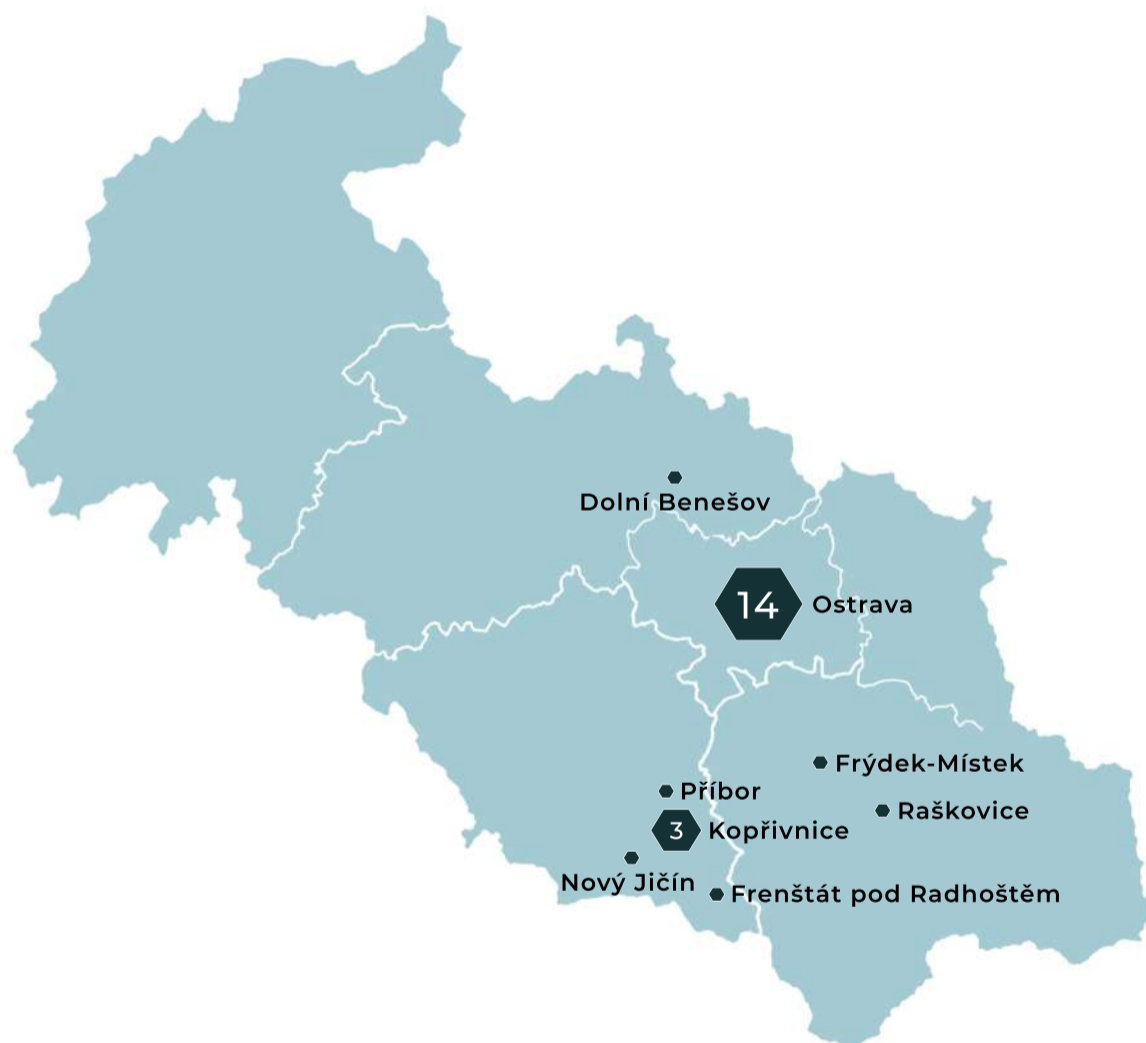 Dolní Benešov
14
Ostrava
Frýdek-Místek
Příbor
Raškovice
3
Kopřivnice
Nový Jičín
Frenštát pod Radhoštěm